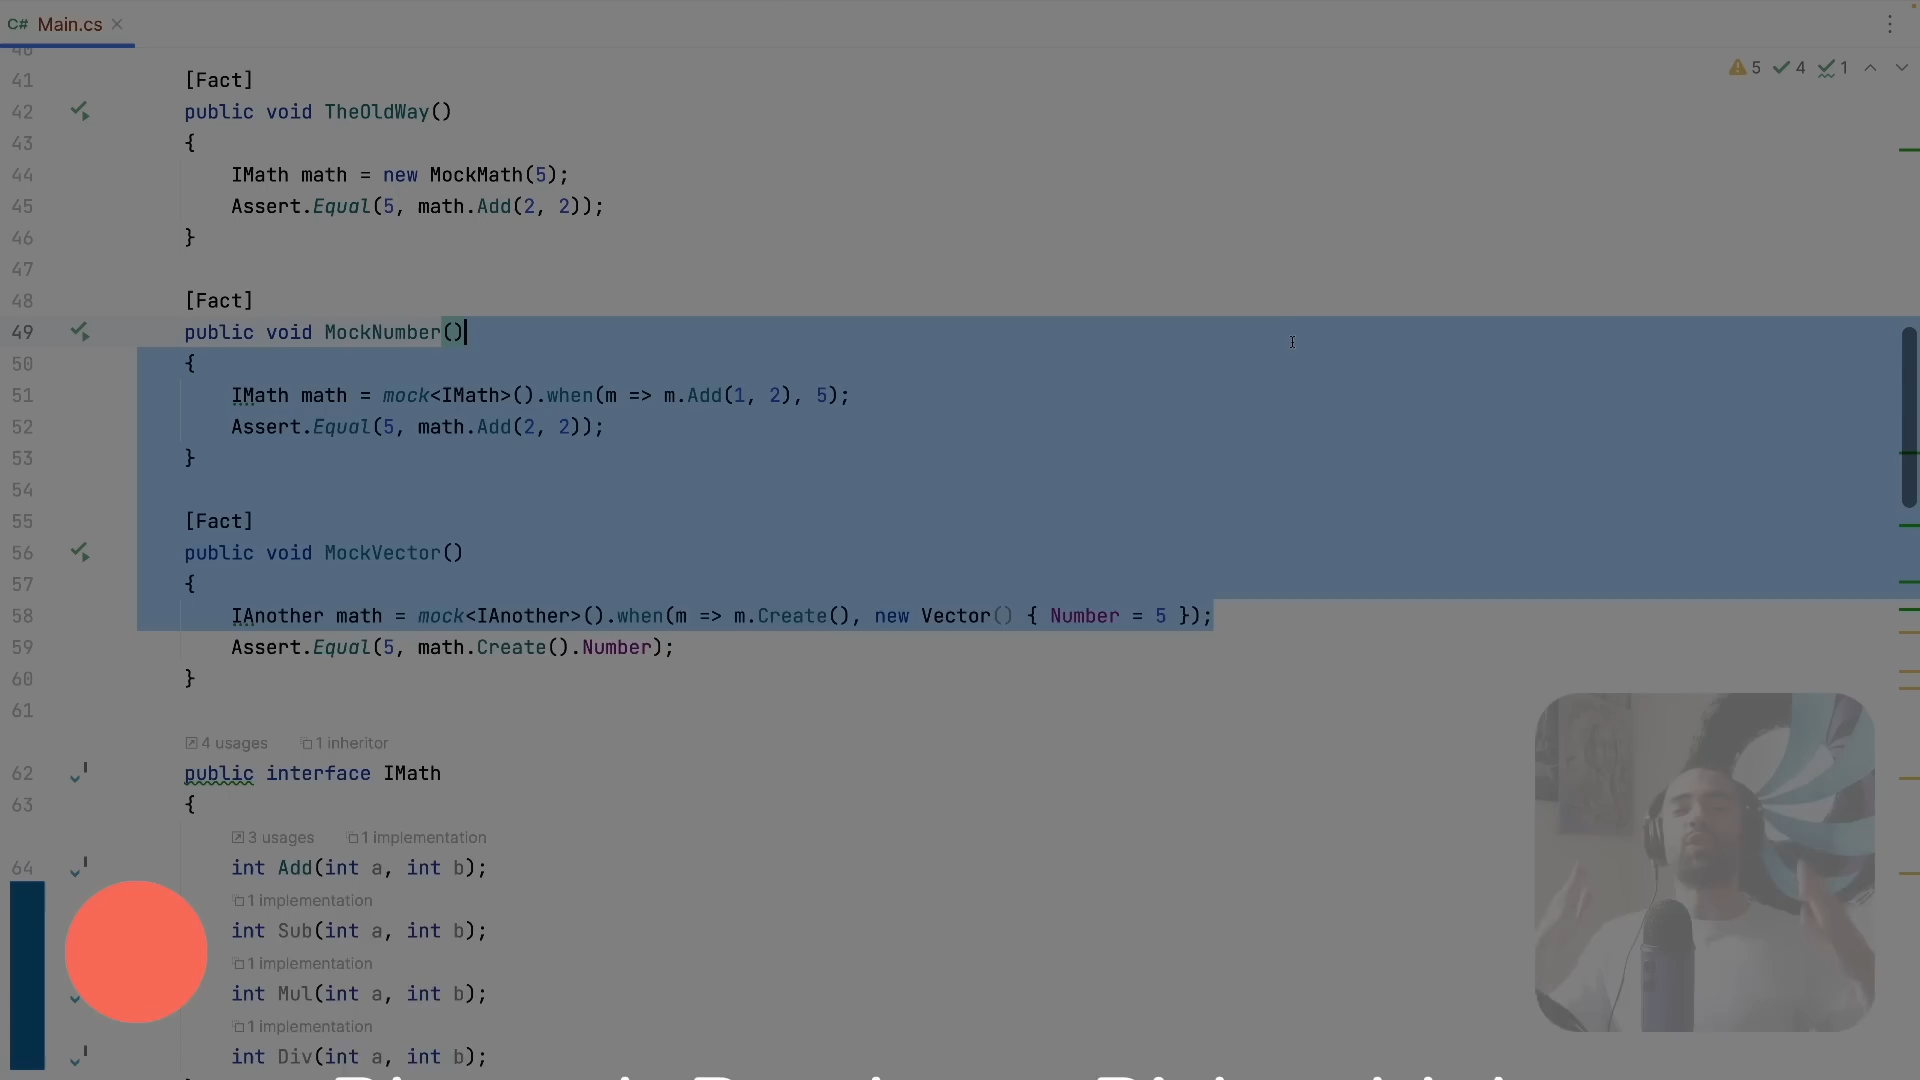 C# Main.cs
5 4 1
40
41 [Fact]
42 public void TheOldWay()
43 {
44 IMath math = new MockMath(5);
45 Assert.Equal(5, math.Add(2, 2));
46 }
47
48 [Fact]
49 public void MockNumber()
50 {
51 IMath math = mock<IMath>().when(m => m.Add(1, 2), 5);
52 Assert.Equal(5, math.Add(2, 2));
53 }
54
55 [Fact]
56 public void MockVector()
57 {
58 IAnother math = mock<IAnother>().when(m => m.Create(), new Vector() { Number = 5 });
59 Assert.Equal(5, math.Create().Number);
60 }
61
4 usages 1 inheritor
62 public interface IMath
63 {
3 usages 1 implementation
64 int Add(int a, int b);
1 implementation
int Sub(int a, int b);
1 implementation
int Mul(int a, int b);
1 implementation
int Div(int a, int b);